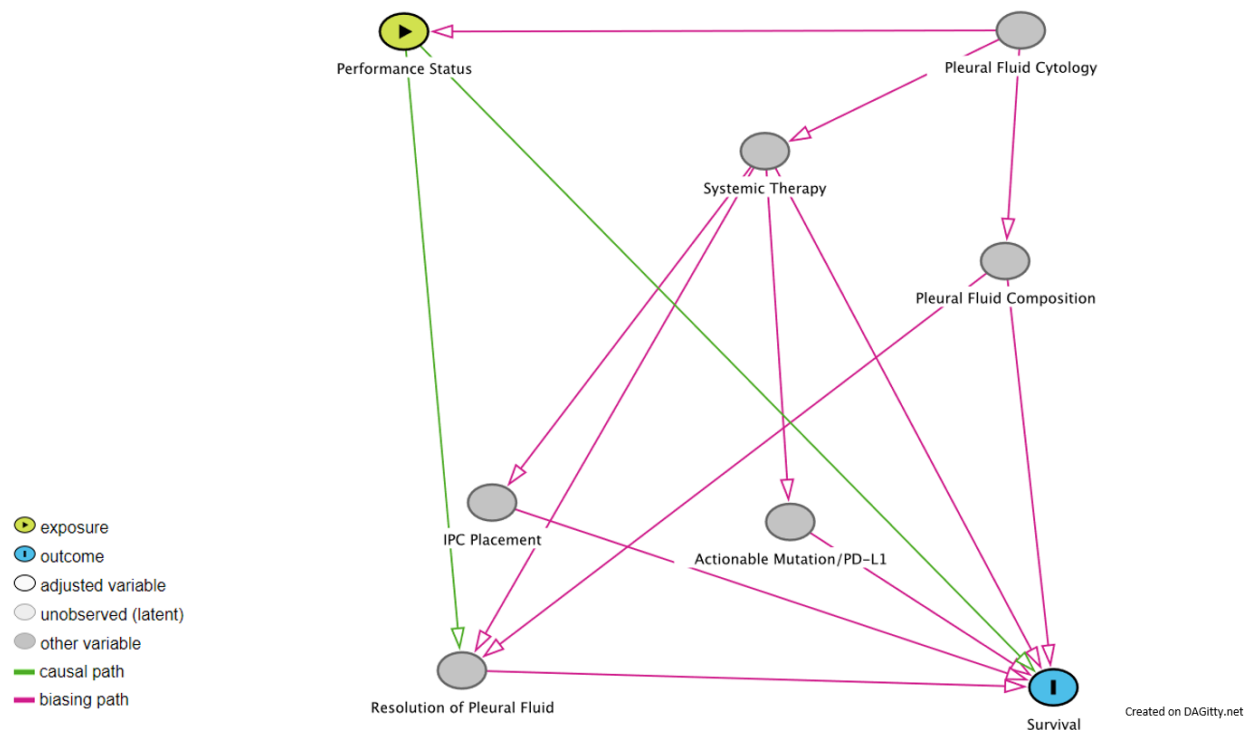 Performance Status
Pleural Fluid Cytology
Systemic Therapy
Pleural Fluid Composition
IPC Placement
Actionable Mutation/PD-L1
Resolution of Pleural Fluid
Survival
exposure
outcome
adjusted variable
unobserved (latent)
other variable
causal path
biasing path
Created on DAGitty.net